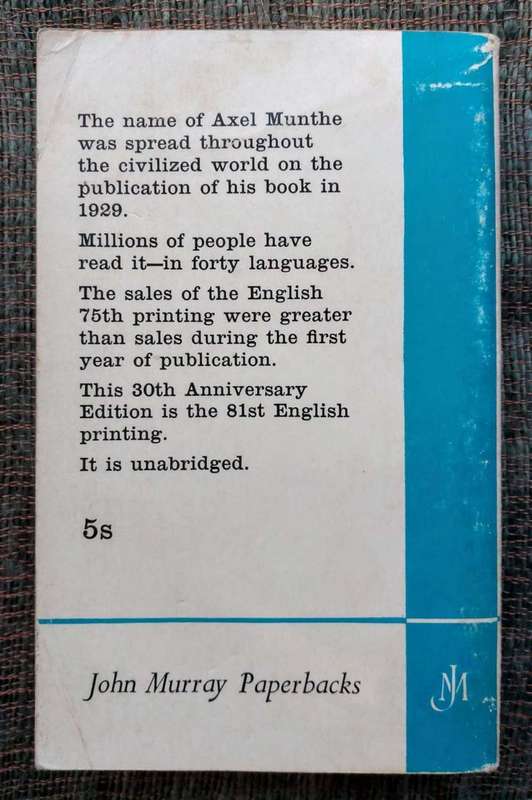 The name of Axel Munthe
was spread throughout
the civilized world on the
publication of his book in
1929.
Millions of people have
read it—in forty languages.
The sales of the English
75th printing were greater
than sales during the first
year of publication.
This 30th Anniversary
Edition is the 81st English
printing.
It is unabridged.
5s
John Murray Paperbacks
JM